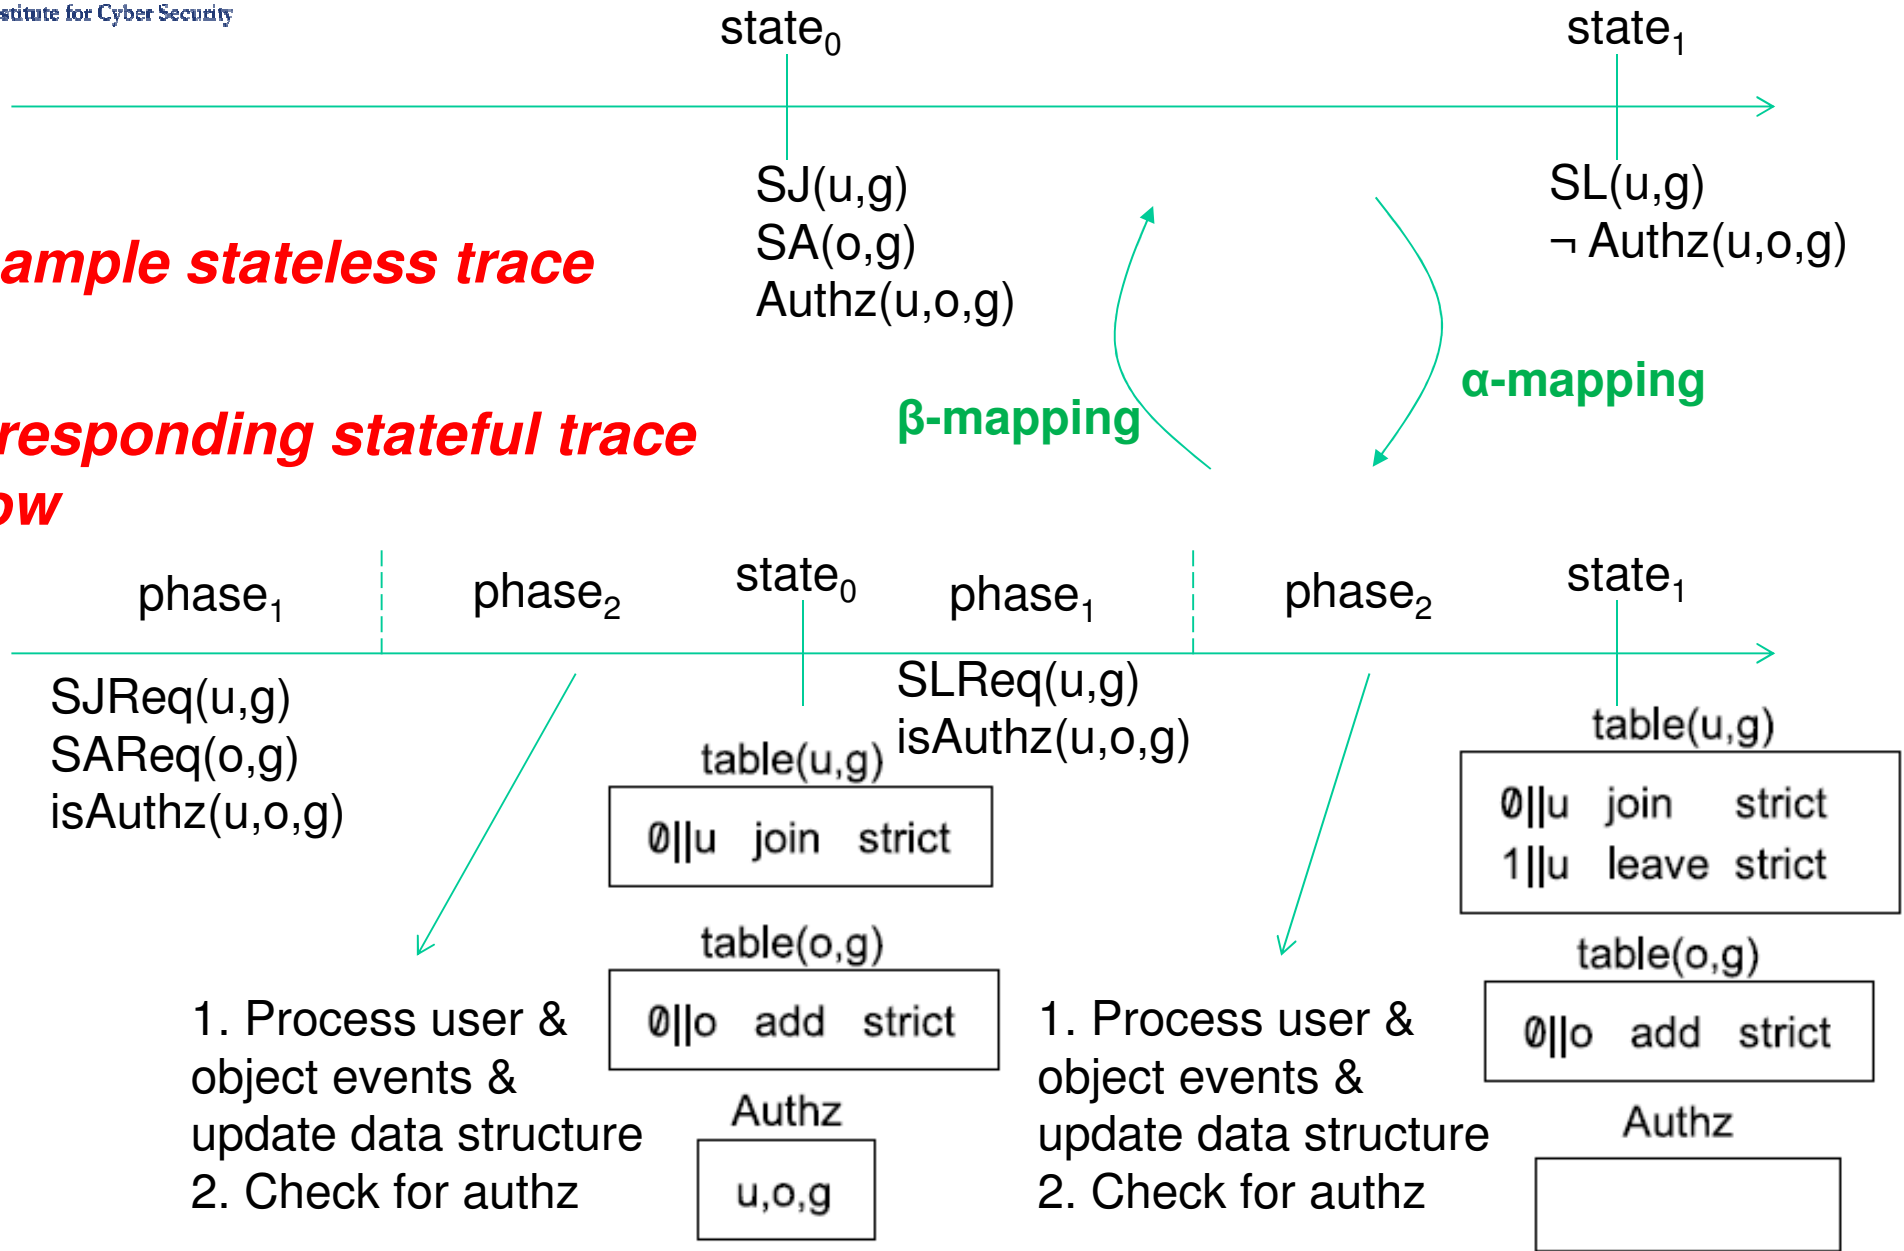 stitute for Cyber Security
state₀
state₁
SJ(u,g)
SA(o,g)
Authz(u,o,g)
SL(u,g)
¬ Authz(u,o,g)
ample stateless trace
α-mapping
β-mapping
responding stateful trace
ow
phase₁
phase₂
state₀
phase₁
phase₂
state₁
SJReq(u,g)
SAReq(o,g)
isAuthz(u,o,g)
SLReq(u,g)
isAuthz(u,o,g)
table(u,g)
0||u join strict
table(o,g)
0||o add strict
Authz
u,o,g
table(u,g)
0||u join strict
1||u leave strict
table(o,g)
0||o add strict
Authz
1. Process user &
object events &
update data structure
2. Check for authz
1. Process user &
object events &
update data structure
2. Check for authz